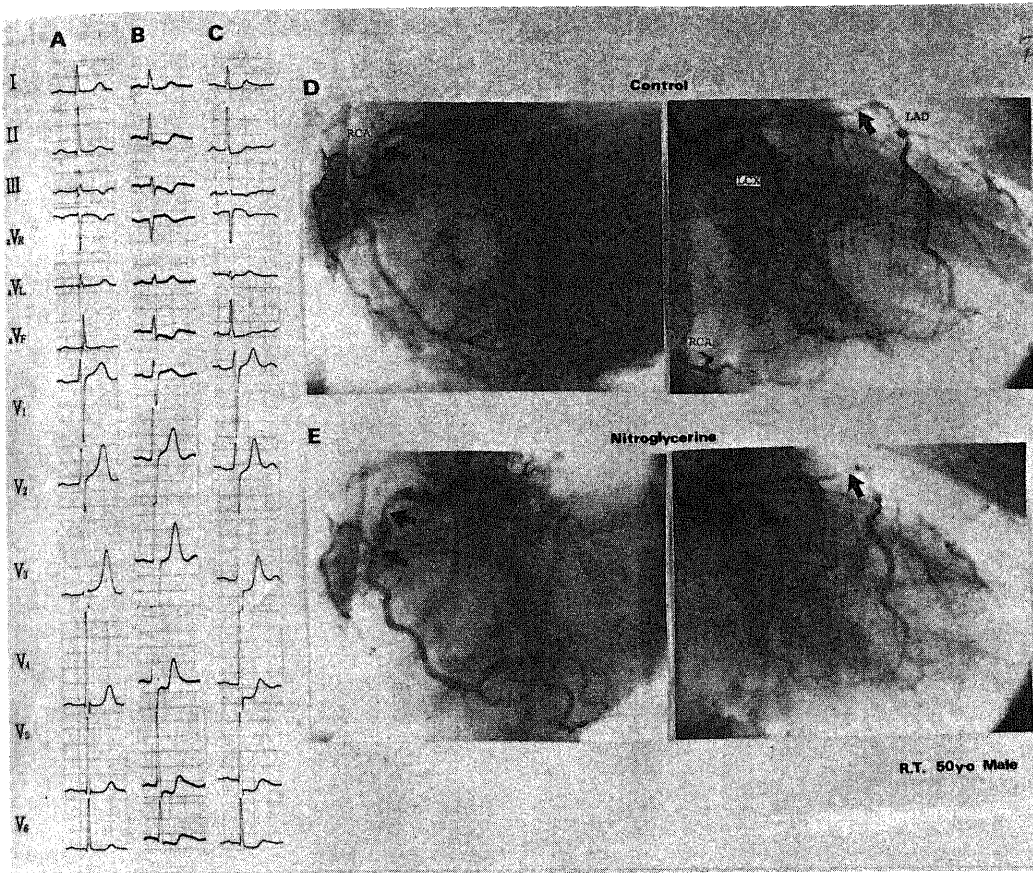 A B C
I
II
III
aVR
aVL
aVF
V1
V2
V3
V4
V5
V6
D Control
RCA
LAD
RCA
E Nitroglycerine
R.T. 50yo Male